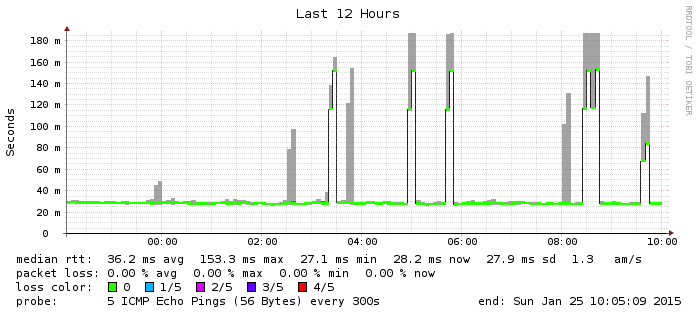 Last 12 Hours
RRDTOOL / TOBI OETIKER
Seconds
180 m
160 m
140 m
120 m
100 m
80 m
60 m
40 m
20 m
0
00:00 02:00 04:00 06:00 08:00 10:00
median rtt: 36.2 ms avg 153.3 ms max 27.1 ms min 28.2 ms now 27.9 ms sd 1.3 am/s
packet loss: 0.00 % avg 0.00 % max 0.00 % min 0.00 % now
loss color: 0 1/5 2/5 3/5 4/5
probe: 5 ICMP Echo Pings (56 Bytes) every 300s end: Sun Jan 25 10:05:09 2015